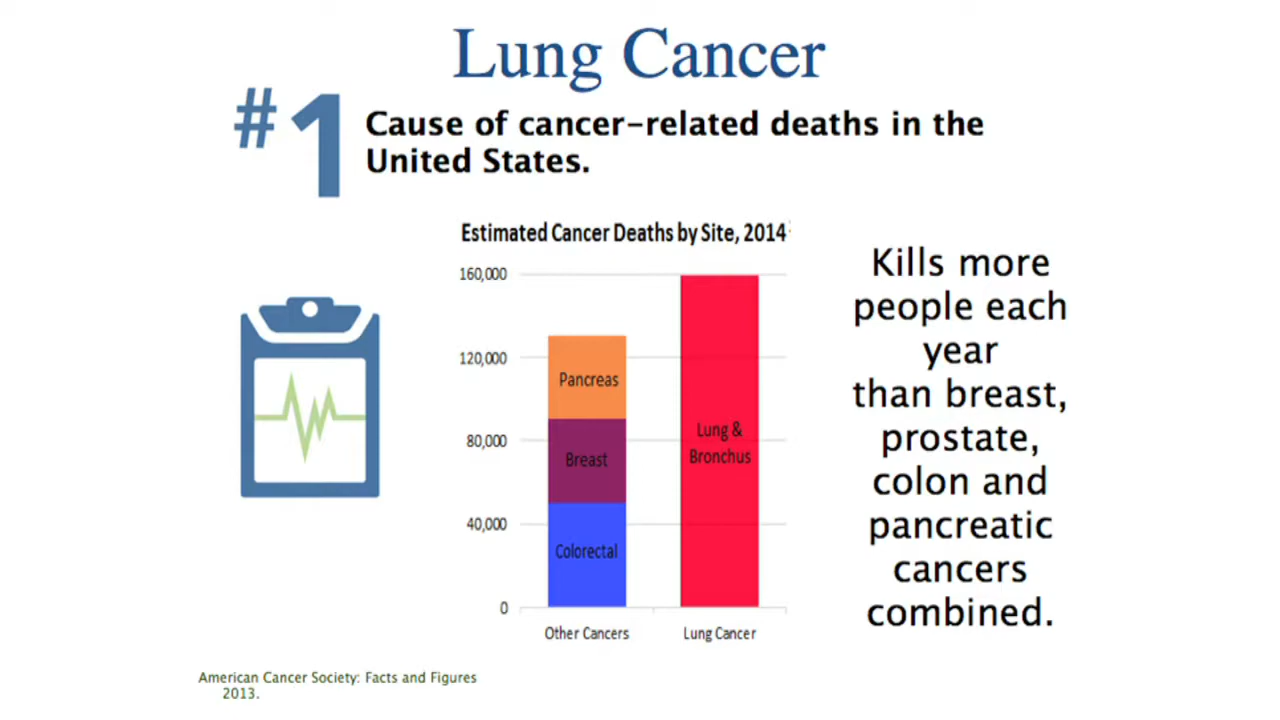 Lung Cancer
#1
Cause of cancer-related deaths in the
United States.
Estimated Cancer Deaths by Site, 2014
160,000
120,000
80,000
40,000
0
Pancreas
Breast
Colorectal
Lung &
Bronchus
Other Cancers
Lung Cancer
Kills more
people each
year
than breast,
prostate,
colon and
pancreatic
cancers
combined.
American Cancer Society: Facts and Figures
2013.